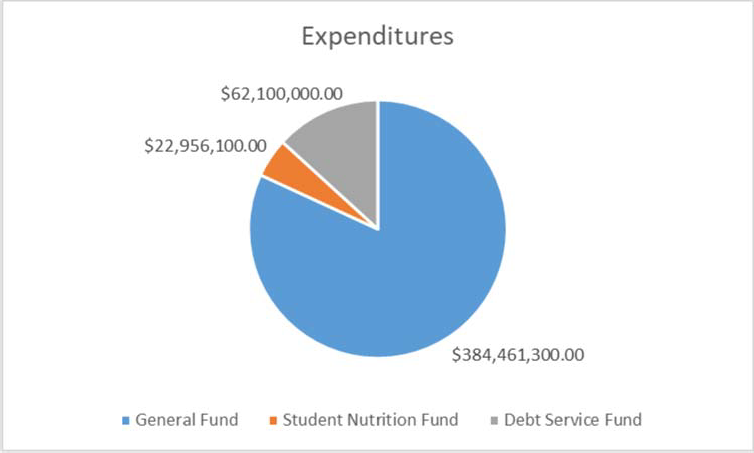 Expenditures
$62,100,000.00
$22,956,100.00
$384,461,300.00
General Fund Student Nutrition Fund Debt Service Fund